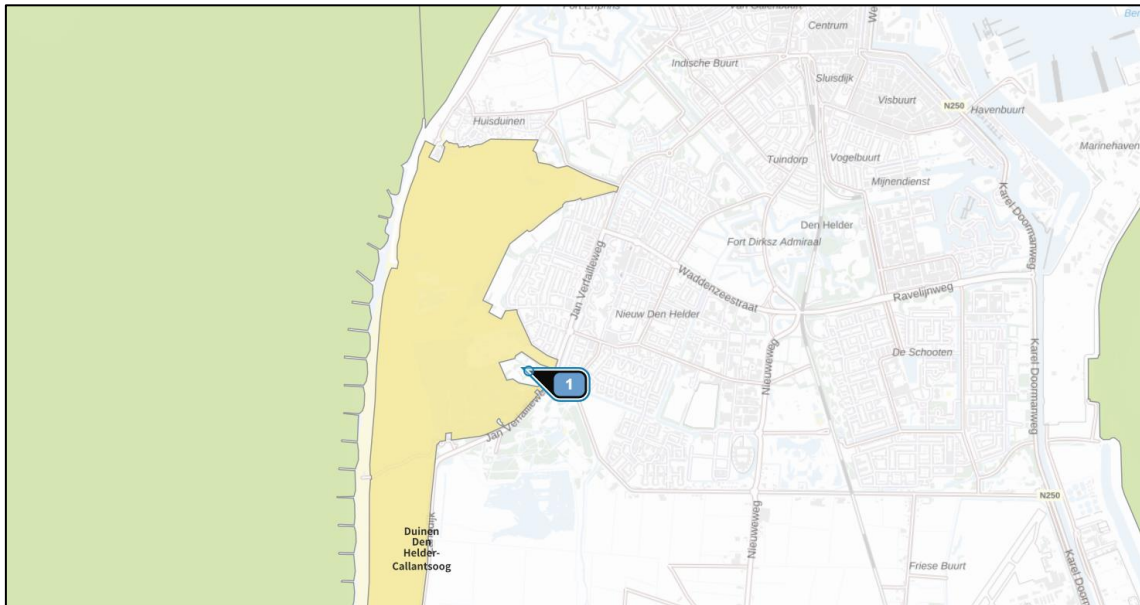 Centrum
Indische Buurt
Sluisdijk
Visbuurt
N250
Havenbuurt
Huisduinen
Marinehaven
Tuindorp
Vogelbuurt
Mijnendienst
Karel Doormanweg
Den Helder
Fort Dirksz Admiraal
Jan Verfailleweg
Waddenzeestraat
Ravelijnweg
Nieuw Den Helder
De Schooten
Nieuweweg
Karel Doormanweg
1
Jan Verfailleweg
N250
Nieuweweg
Duinen
Den
Helder-
Callantsoog
Friese Buurt